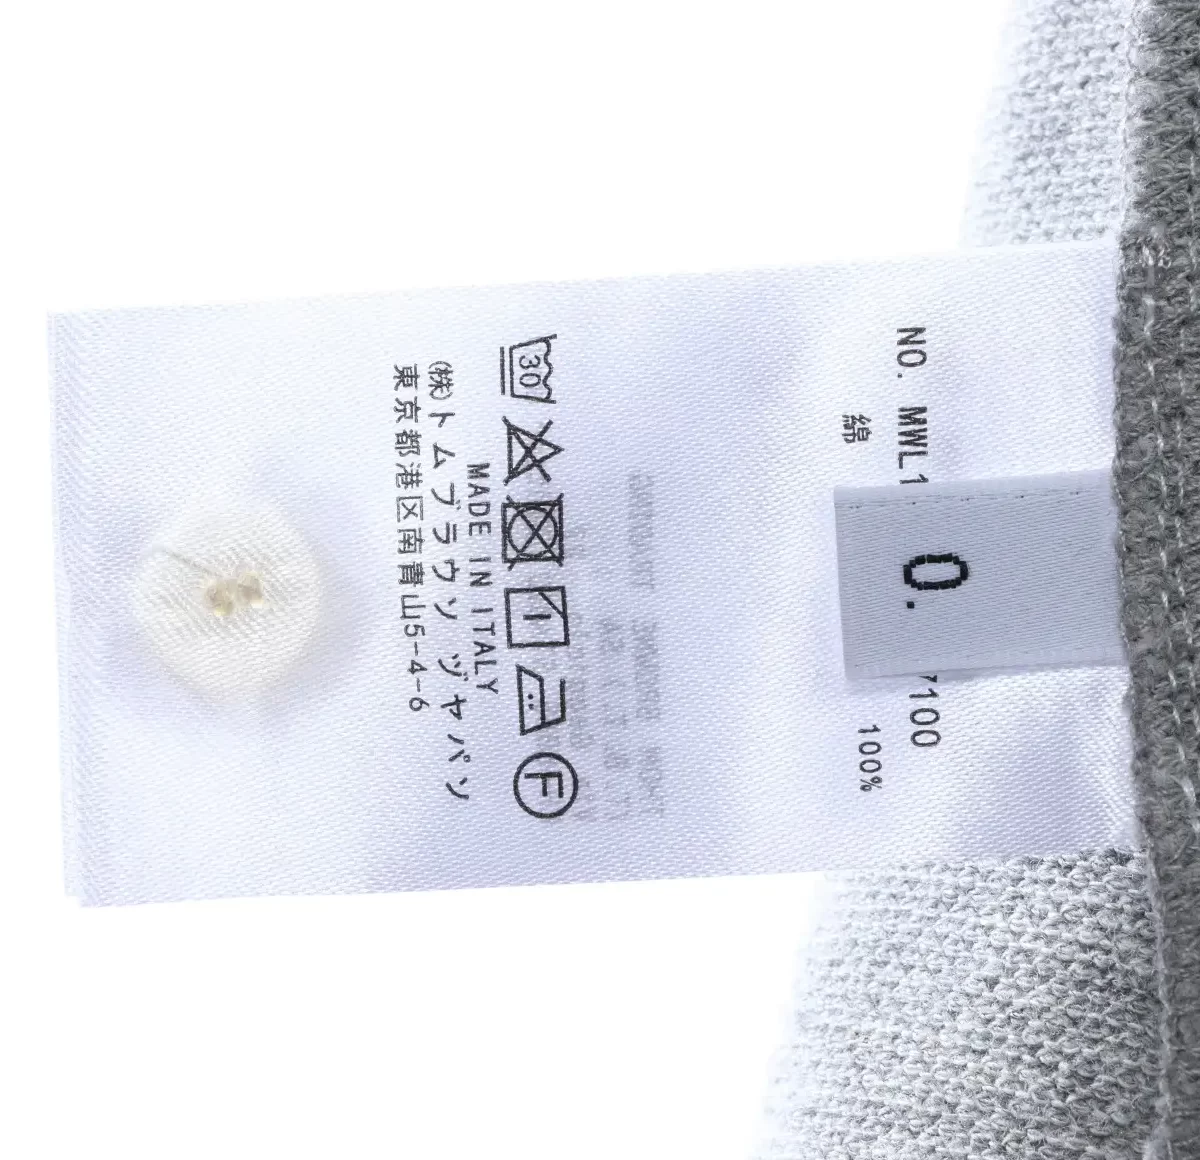 NO. MWL1
7100
綿 100%
0.
30
F
MADE IN ITALY
㈱トムブラウン ジャパン
東京都港区南青山5-4-6